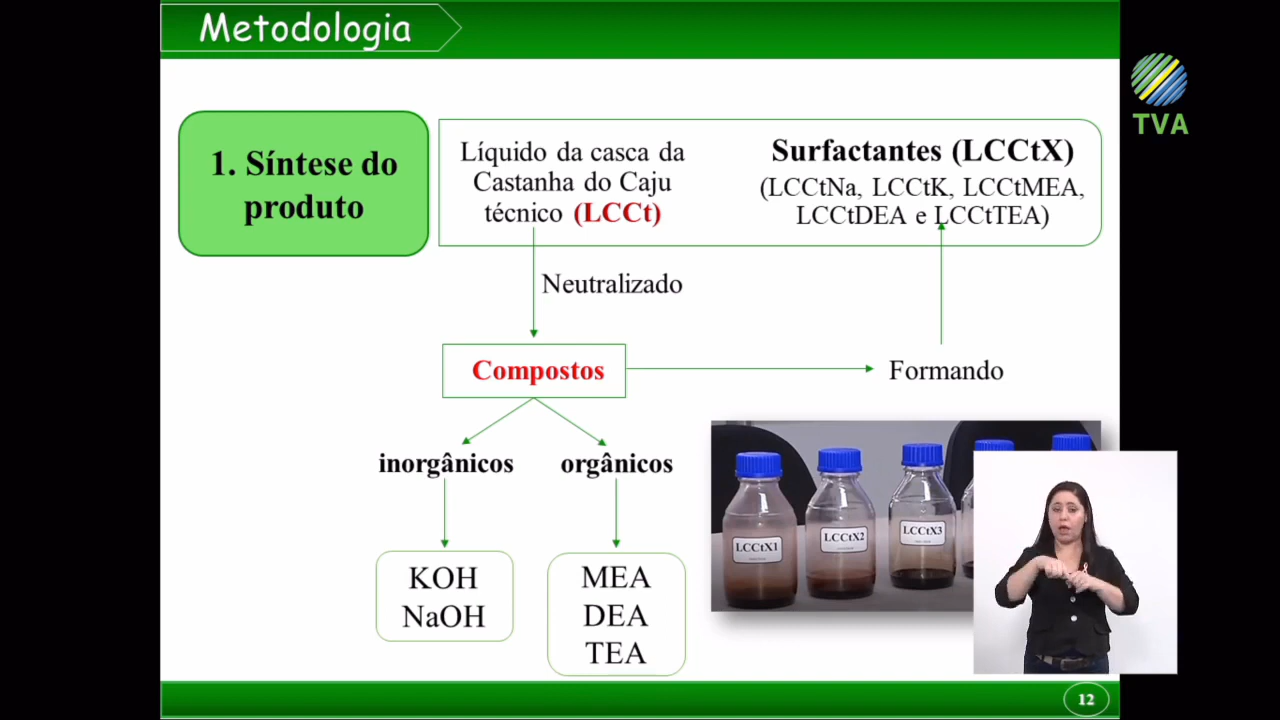 Metodologia
TVA
1. Síntese do
produto
Líquido da casca da
Castanha do Caju
técnico (LCCt)
Surfactantes (LCCtX)
(LCCtNa, LCCtK, LCCtMEA,
LCCtDEA e LCCtTEA)
Neutralizado
Compostos
Formando
inorgânicos
orgânicos
KOH
NaOH
MEA
DEA
TEA
LCCtX1
LCCtX2
LCCtX3
12